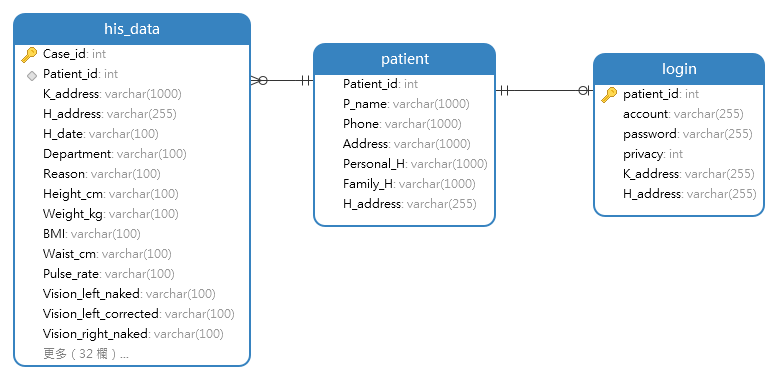 his_data
Case_id: int
Patient_id: int
K_address: varchar(1000)
H_address: varchar(255)
H_date: varchar(100)
Department: varchar(100)
Reason: varchar(100)
Height_cm: varchar(100)
Weight_kg: varchar(100)
BMI: varchar(100)
Waist_cm: varchar(100)
Pulse_rate: varchar(100)
Vision_left_naked: varchar(100)
Vision_left_corrected: varchar(100)
Vision_right_naked: varchar(100)
更多（32 欄）...
patient
Patient_id: int
P_name: varchar(1000)
Phone: varchar(1000)
Address: varchar(1000)
Personal_H: varchar(1000)
Family_H: varchar(1000)
H_address: varchar(255)
login
patient_id: int
account: varchar(255)
password: varchar(255)
privacy: int
K_address: varchar(255)
H_address: varchar(255)